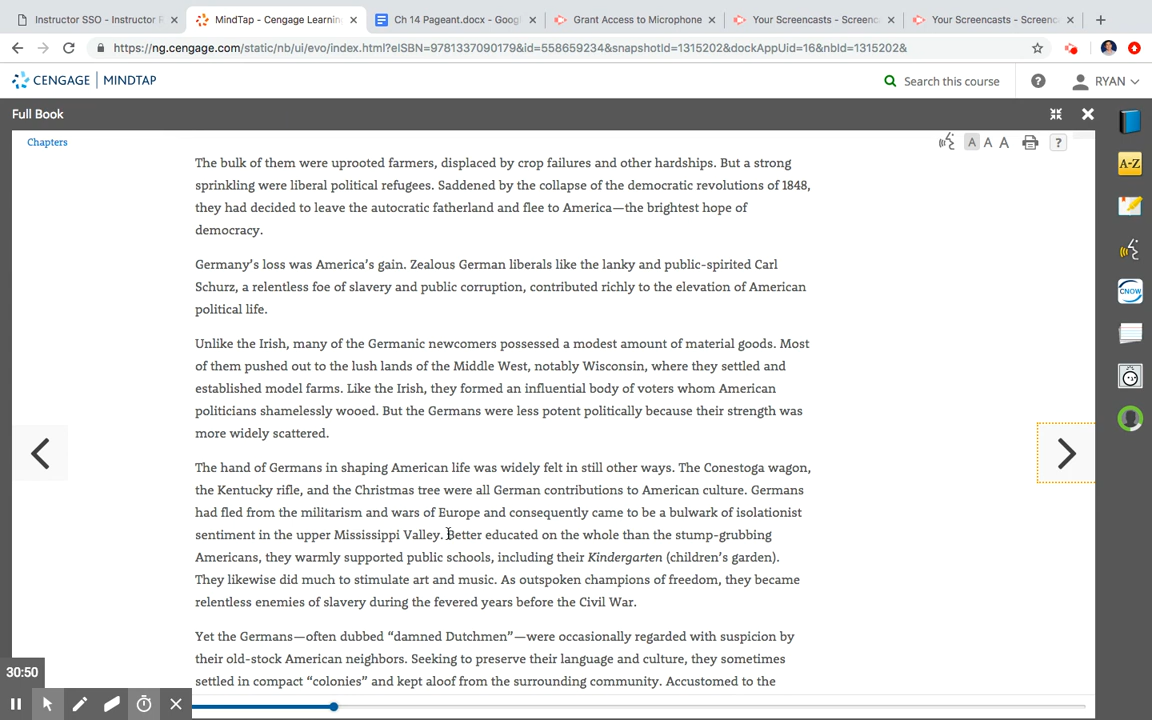 Instructor SSO - Instructor
MindTap - Cengage Learnin
Ch 14 Pageant.docx - Goog
Grant Access to Microphone
Your Screencasts - Screenc
Your Screencasts - Screenc
https://ng.cengage.com/static/nb/ui/evo/index.html?eISBN=9781337090179&id=558659234&snapshotId=1315202&dockAppUid=16&nbId=1315202&
CENGAGE | MINDTAP
Search this course
?
RYAN
Full Book
Chapters
A A A
?
A-Z
CNOW
The bulk of them were uprooted farmers, displaced by crop failures and other hardships. But a strong
sprinkling were liberal political refugees. Saddened by the collapse of the democratic revolutions of 1848,
they had decided to leave the autocratic fatherland and flee to America—the brightest hope of
democracy.
Germany's loss was America's gain. Zealous German liberals like the lanky and public-spirited Carl
Schurz, a relentless foe of slavery and public corruption, contributed richly to the elevation of American
political life.
Unlike the Irish, many of the Germanic newcomers possessed a modest amount of material goods. Most
of them pushed out to the lush lands of the Middle West, notably Wisconsin, where they settled and
established model farms. Like the Irish, they formed an influential body of voters whom American
politicians shamelessly wooed. But the Germans were less potent politically because their strength was
more widely scattered.
The hand of Germans in shaping American life was widely felt in still other ways. The Conestoga wagon,
the Kentucky rifle, and the Christmas tree were all German contributions to American culture. Germans
had fled from the militarism and wars of Europe and consequently came to be a bulwark of isolationist
sentiment in the upper Mississippi Valley. Better educated on the whole than the stump-grubbing
Americans, they warmly supported public schools, including their Kindergarten (children's garden).
They likewise did much to stimulate art and music. As outspoken champions of freedom, they became
relentless enemies of slavery during the fevered years before the Civil War.
Yet the Germans—often dubbed "damned Dutchmen"—were occasionally regarded with suspicion by
their old-stock American neighbors. Seeking to preserve their language and culture, they sometimes
settled in compact "colonies" and kept aloof from the surrounding community. Accustomed to the
30:50